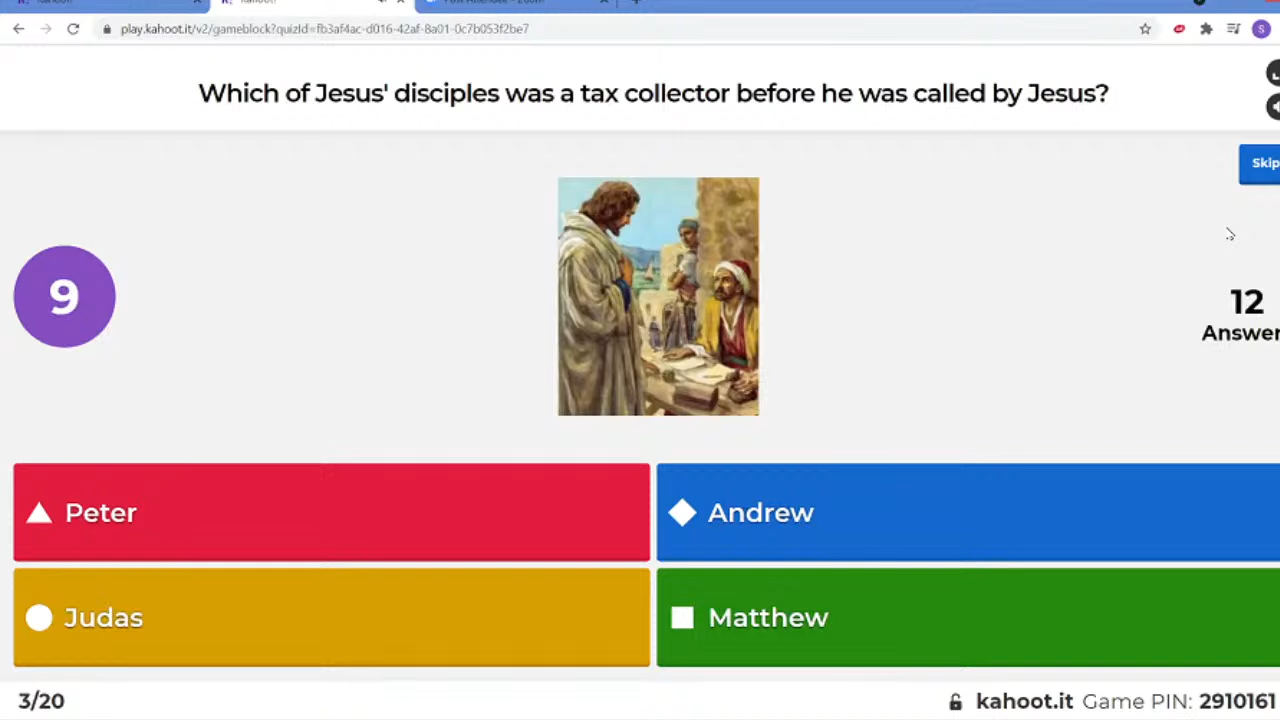 play.kahoot.it/v2/gameblock?quizId=fb3af4ac-d016-42af-8a01-0c7b053f2be7
S
Which of Jesus' disciples was a tax collector before he was called by Jesus?
Skip
9
12
Answer
Peter
Andrew
Judas
Matthew
3/20
kahoot.it Game PIN: 2910161